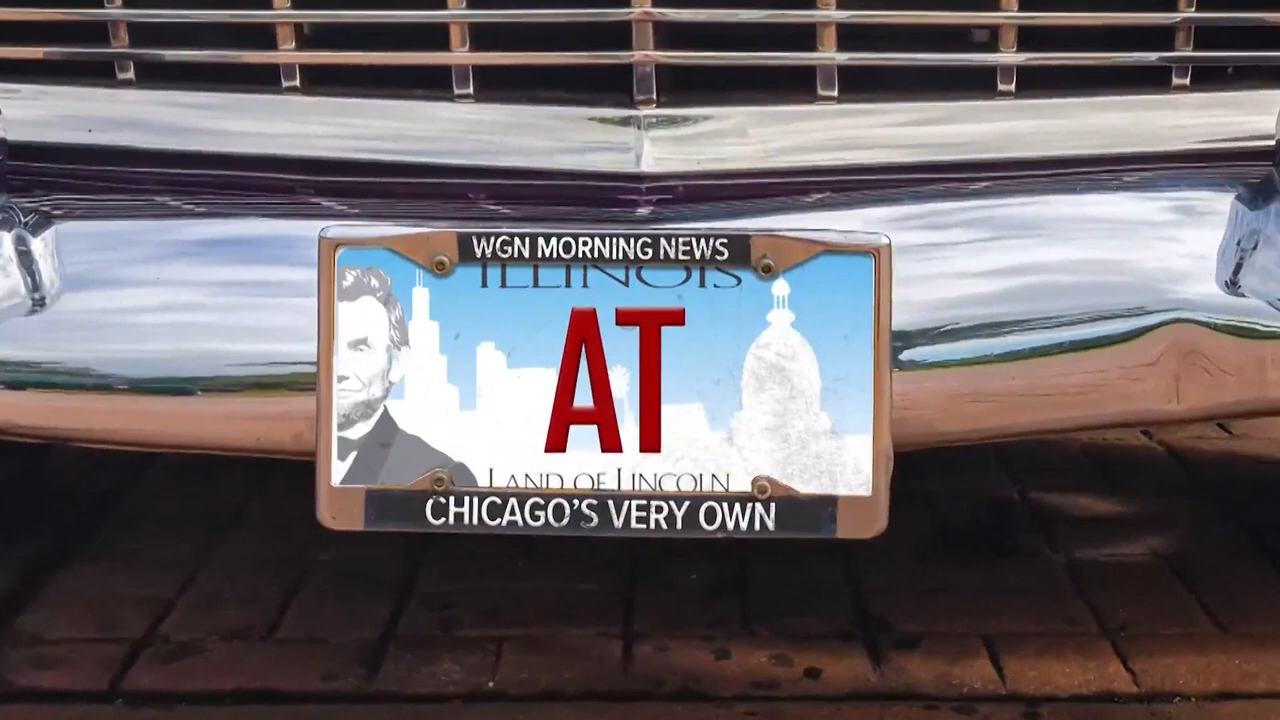 WGN MORNING NEWS
ILLINOIS
AT
LAND OF LINCOLN
CHICAGO'S VERY OWN